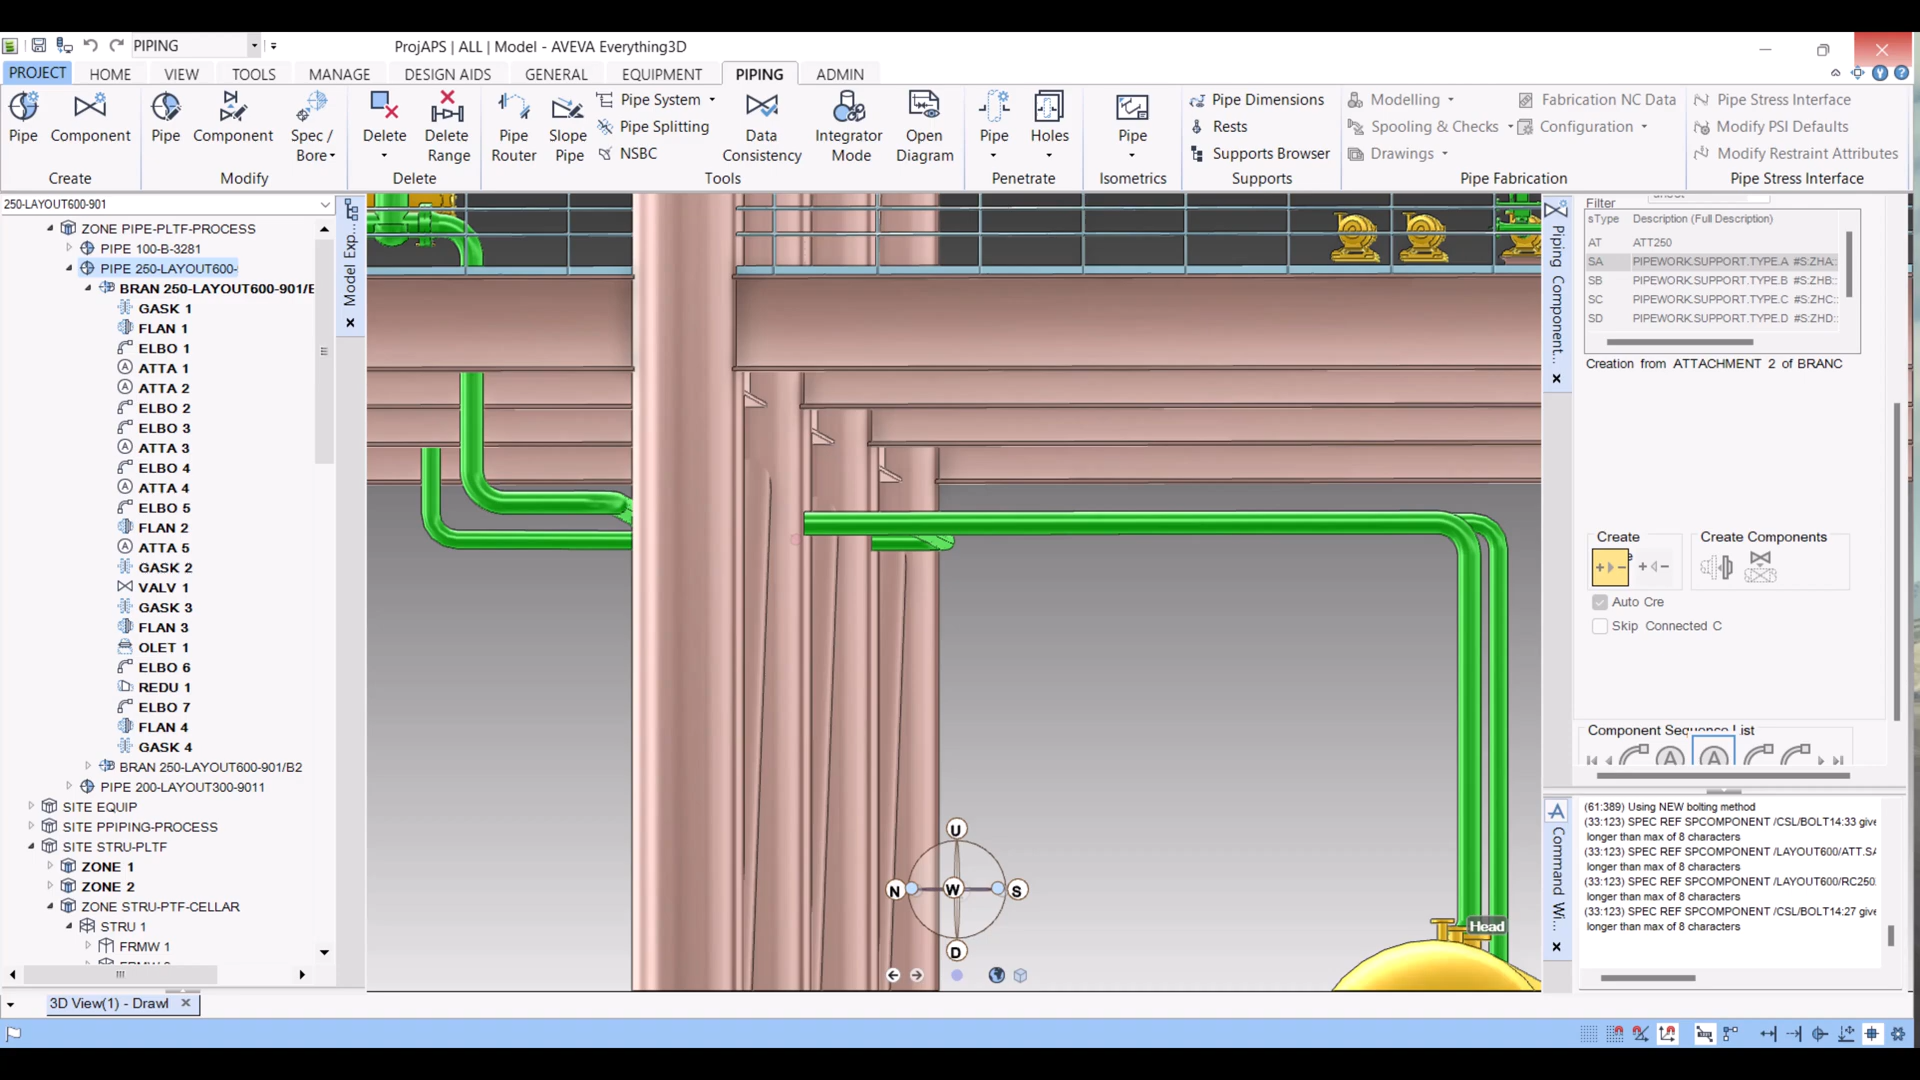 PIPING
ProjAPS | ALL | Model - AVEVA Everything3D
PROJECT HOME VIEW TOOLS MANAGE DESIGN AIDS GENERAL EQUIPMENT PIPING ADMIN
Pipe
Component
Create
Pipe
Component
Spec /
Bore
Modify
Delete
Delete
Range
Delete
Pipe
Router
Slope
Pipe
Pipe System
Pipe Splitting
NSBC
Data
Consistency
Integrator
Mode
Open
Diagram
Tools
Pipe
Holes
Penetrate
Pipe
Isometrics
Pipe Dimensions
Rests
Supports Browser
Supports
Modelling
Spooling & Checks
Drawings
Fabrication NC Data
Configuration
Pipe Fabrication
Pipe Stress Interface
Modify PSI Defaults
Modify Restraint Attributes
Pipe Stress Interface
250-LAYOUT600-901
ZONE PIPE-PLTF-PROCESS
PIPE 100-B-3281
PIPE 250-LAYOUT600-
BRAN 250-LAYOUT600-901/E
GASK 1
FLAN 1
ELBO 1
ATTA 1
ATTA 2
ELBO 2
ELBO 3
ATTA 3
ELBO 4
ATTA 4
ELBO 5
FLAN 2
ATTA 5
GASK 2
VALV 1
GASK 3
FLAN 3
OLET 1
ELBO 6
REDU 1
ELBO 7
FLAN 4
GASK 4
BRAN 250-LAYOUT600-901/B2
PIPE 200-LAYOUT300-9011
SITE EQUIP
SITE PPIPING-PROCESS
SITE STRU-PLTF
ZONE 1
ZONE 2
ZONE STRU-PTF-CELLAR
STRU 1
FRMW 1
Model Exp...
U
N W S
D
Head
Piping Component...
Filter
sType Description (Full Description)
AT ATT250
SA PIPEWORK.SUPPORT.TYPE.A #S:ZHA:
SB PIPEWORK.SUPPORT.TYPE.B #S:ZHB:
SC PIPEWORK.SUPPORT.TYPE.C #S:ZHC:
SD PIPEWORK.SUPPORT.TYPE.D #S:ZHD:
Creation from ATTACHMENT 2 of BRANC
Create
Create Components
Auto Cre
Skip Connected C
Component Sequence List
Command Wi...
(61:389) Using NEW bolting method
(33:123) SPEC REF SPCOMPONENT /CSL/BOLT14:33 give
longer than max of 8 characters
(33:123) SPEC REF SPCOMPONENT /LAYOUT600/ATT.SA
longer than max of 8 characters
(33:123) SPEC REF SPCOMPONENT /LAYOUT600/RC250.
longer than max of 8 characters
(33:123) SPEC REF SPCOMPONENT /CSL/BOLT14:27 give
longer than max of 8 characters
3D View(1) - Drawl